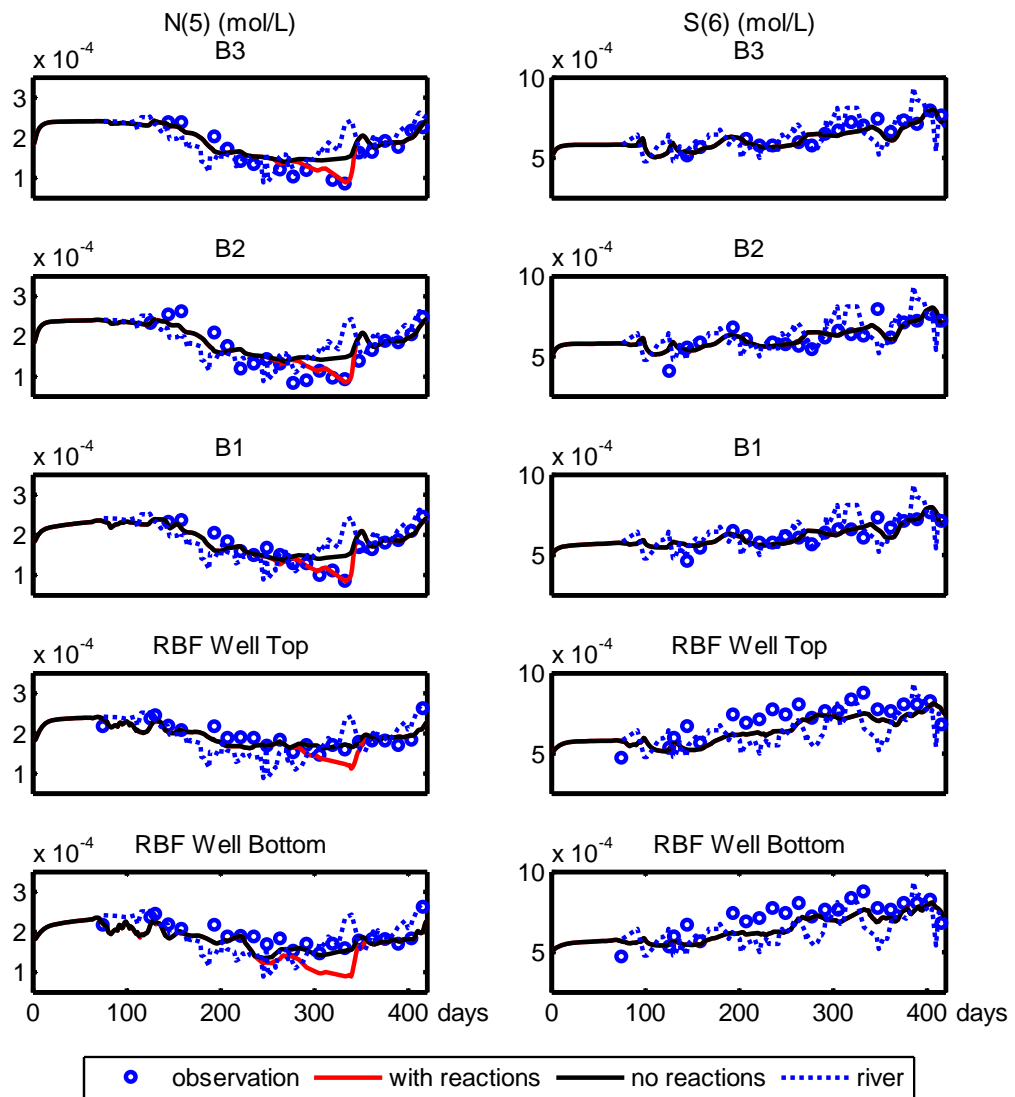 N(5) (mol/L)
B3
x 10-4
3
2
1
S(6) (mol/L)
B3
x 10-4
10
5
B2
x 10-4
3
2
1
B2
x 10-4
10
5
B1
x 10-4
3
2
1
B1
x 10-4
10
5
RBF Well Top
x 10-4
3
2
1
RBF Well Top
x 10-4
10
5
RBF Well Bottom
x 10-4
3
2
1
0 100 200 300 400 days
RBF Well Bottom
x 10-4
10
5
0 100 200 300 400 days
observation with reactions no reactions river